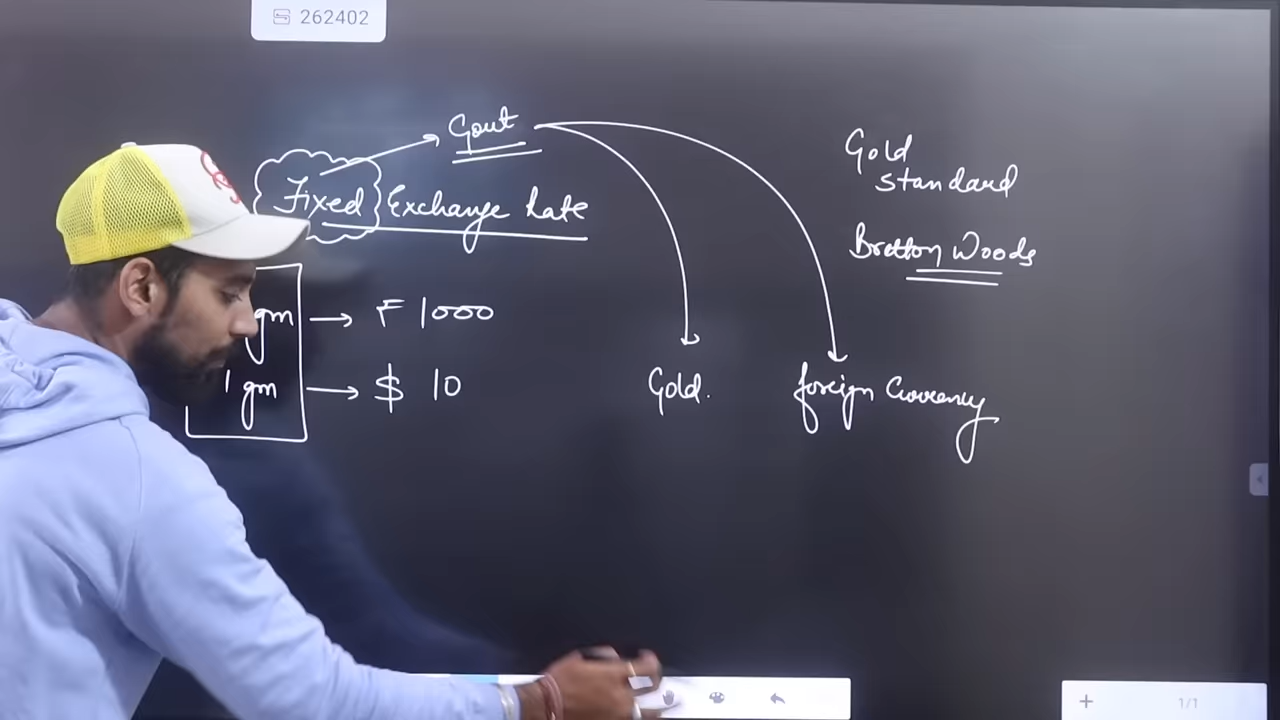 262402
Govt
Fixed Exchange Rate
Gold
standard
Bretton Woods
gm → ₹ 1000
1 gm → $ 10
Gold.
foreign Currency
1/1